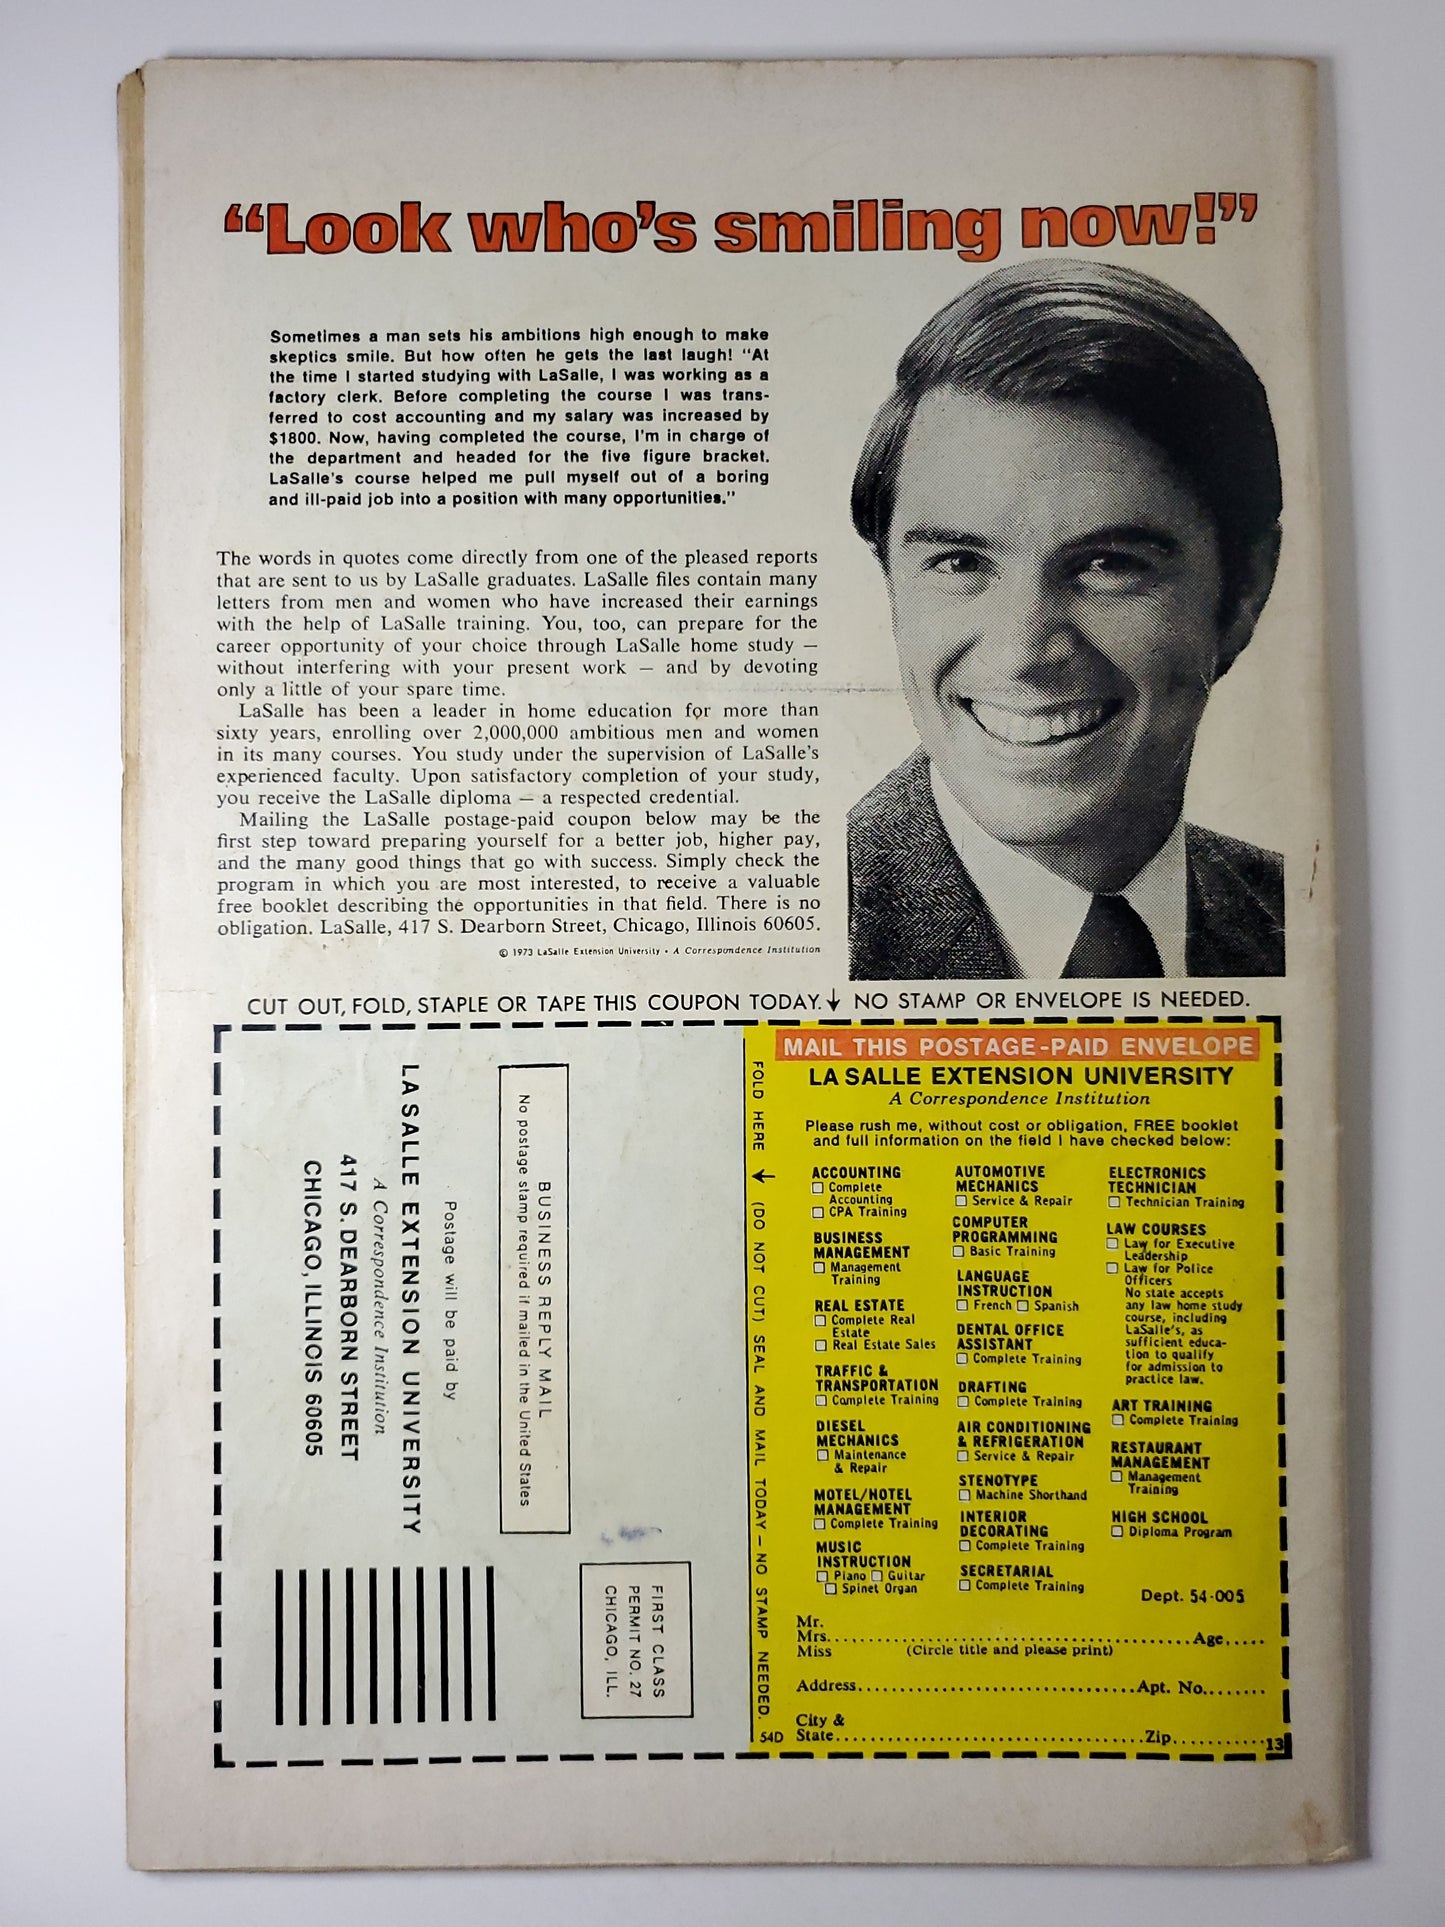 “Look who’s smiling now!”
Sometimes a man sets his ambitions high enough to make
skeptics smile. But how often he gets the last laugh! “At
the time I started studying with LaSalle, I was working as a
factory clerk. Before completing the course I was trans-
ferred to cost accounting and my salary was increased by
$1800. Now, having completed the course, I’m in charge of
the department and headed for the five figure bracket.
LaSalle’s course helped me pull myself out of a boring
and ill-paid job into a position with many opportunities.”
The words in quotes come directly from one of the pleased reports
that are sent to us by LaSalle graduates. LaSalle files contain many
letters from men and women who have increased their earnings
with the help of LaSalle training. You, too, can prepare for the
career opportunity of your choice through LaSalle home study —
without interfering with your present work — and by devoting
only a little of your spare time.
LaSalle has been a leader in home education for more than
sixty years, enrolling over 2,000,000 ambitious men and women
in its many courses. You study under the supervision of LaSalle’s
experienced faculty. Upon satisfactory completion of your study,
you receive the LaSalle diploma — a respected credential.
Mailing the LaSalle postage-paid coupon below may be the
first step toward preparing yourself for a better job, higher pay,
and the many good things that go with success. Simply check the
program in which you are most interested, to receive a valuable
free booklet describing the opportunities in that field. There is no
obligation. LaSalle, 417 S. Dearborn Street, Chicago, Illinois 60605.
© 1973 LaSalle Extension University • A Correspondence Institution
CUT OUT, FOLD, STAPLE OR TAPE THIS COUPON TODAY.↓ NO STAMP OR ENVELOPE IS NEEDED.
FIRST CLASS
PERMIT NO. 27
CHICAGO, ILL.
BUSINESS REPLY MAIL
No postage stamp required if mailed in the United States
Postage will be paid by
LA SALLE EXTENSION UNIVERSITY
A Correspondence Institution
417 S. DEARBORN STREET
CHICAGO, ILLINOIS 60605
FOLD HERE ↓ (DO NOT CUT) SEAL AND MAIL TODAY — NO STAMP NEEDED.
54D
MAIL THIS POSTAGE-PAID ENVELOPE
LA SALLE EXTENSION UNIVERSITY
A Correspondence Institution
Please rush me, without cost or obligation, FREE booklet
and full information on the field I have checked below:
ACCOUNTING
☐ Complete
Accounting
☐ CPA Training
BUSINESS
MANAGEMENT
☐ Management
Training
REAL ESTATE
☐ Complete Real
Estate
☐ Real Estate Sales
TRAFFIC &
TRANSPORTATION
☐ Complete Training
DIESEL
MECHANICS
☐ Maintenance
& Repair
MOTEL/HOTEL
MANAGEMENT
☐ Complete Training
MUSIC
INSTRUCTION
☐ Piano ☐ Guitar
☐ Spinet Organ
AUTOMOTIVE
MECHANICS
☐ Service & Repair
COMPUTER
PROGRAMMING
☐ Basic Training
LANGUAGE
INSTRUCTION
☐ French ☐ Spanish
DENTAL OFFICE
ASSISTANT
☐ Complete Training
DRAFTING
☐ Complete Training
AIR CONDITIONING
& REFRIGERATION
☐ Service & Repair
STENOTYPE
☐ Machine Shorthand
INTERIOR
DECORATING
☐ Complete Training
SECRETARIAL
☐ Complete Training
ELECTRONICS
TECHNICIAN
☐ Technician Training
LAW COURSES
☐ Law for Executive
Leadership
☐ Law for Police
Officers
No state accepts
any law home study
course, including
LaSalle’s, as
sufficient educa-
tion to qualify
for admission to
practice law.
ART TRAINING
☐ Complete Training
RESTAURANT
MANAGEMENT
☐ Management
Training
HIGH SCHOOL
☐ Diploma Program
Dept. 54-005
Mr.
Mrs. Age
Miss (Circle title and please print)
Address Apt. No.
City &
State Zip 13